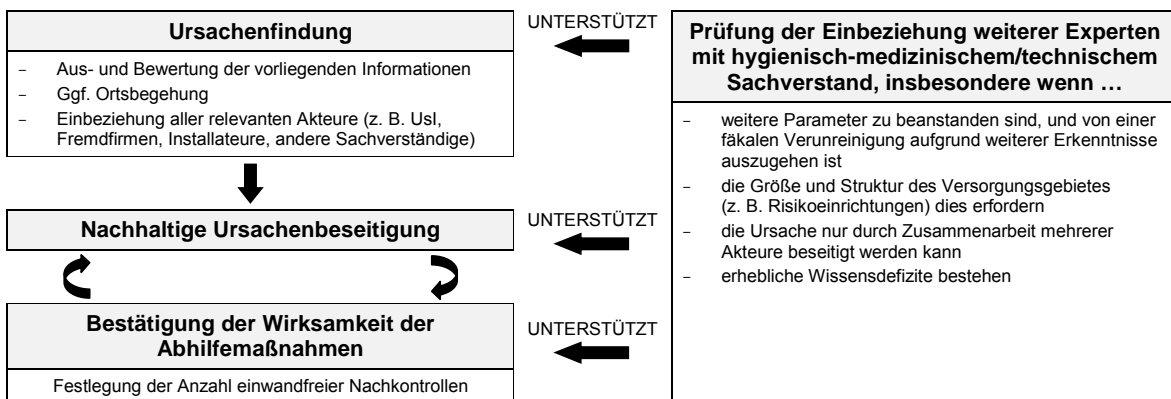 Ursachenfindung
– Aus- und Bewertung der vorliegenden Informationen
– Ggf. Ortsbegehung
– Einbeziehung aller relevanten Akteure (z. B. UsI,
Fremdfirmen, Installateure, andere Sachverständige)
Nachhaltige Ursachenbeseitigung
Bestätigung der Wirksamkeit der
Abhilfemaßnahmen
Festlegung der Anzahl einwandfreier Nachkontrollen
UNTERSTÜTZT
UNTERSTÜTZT
UNTERSTÜTZT
Prüfung der Einbeziehung weiterer Experten
mit hygienisch-medizinischem/technischem
Sachverstand, insbesondere wenn …
– weitere Parameter zu beanstanden sind, und von einer
fäkalen Verunreinigung aufgrund weiterer Erkenntnisse
auszugehen ist
– die Größe und Struktur des Versorgungsgebietes
(z. B. Risikoeinrichtungen) dies erfordern
– die Ursache nur durch Zusammenarbeit mehrerer
Akteure beseitigt werden kann
– erhebliche Wissensdefizite bestehen